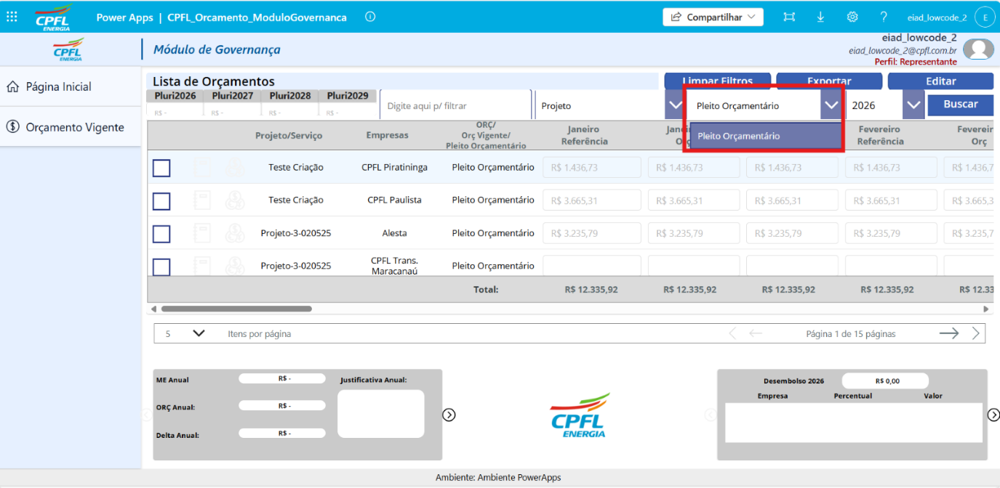 CPFL
ENERGIA
Power Apps | CPFL_Orcamento_ModuloGovernanca
Compartilhar
?
eiad_lowcode_2
E
CPFL
ENERGIA
Módulo de Governança
eiad_lowcode_2
eiad_lowcode_2@cpfl.com.br
Perfil: Representante
Página Inicial
Orçamento Vigente
Lista de Orçamentos
Limpar Filtros
Exportar
Editar
Pluri2026 Pluri2027 Pluri2028 Pluri2029
R$ - R$ - R$ - R$ -
Digite aqui p/ filtrar
Projeto
Pleito Orçamentário
2026
Buscar
Pleito Orçamentário
Projeto/Serviço
Empresas
ORÇ/
Orç Vigente/
Pleito Orçamentário
Janeiro
Referência
Fevereiro
Referência
Orç
Teste Criação CPFL Piratininga Pleito Orçamentário R$ 1.436,73 R$ 1.436,73 R$ 1.436,73 R$ 1.436,73 R$ 1.436,7
Teste Criação CPFL Paulista Pleito Orçamentário R$ 3.665,31 R$ 3.665,31 R$ 3.665,31 R$ 3.665,31 R$ 3.665,3
Projeto-3-020525 Alesta Pleito Orçamentário R$ 3.235,79 R$ 3.235,79 R$ 3.235,79 R$ 3.235,79 R$ 3.235,7
Projeto-3-020525 CPFL Trans.
Maracanaú Pleito Orçamentário
Total: R$ 12.335,92 R$ 12.335,92 R$ 12.335,92 R$ 12.335,92 R$ 12.33
5 Itens por página
Página 1 de 15 páginas
ME Anual R$ -
Justificativa Anual:
ORÇ Anual: R$ -
Delta Anual: R$ -
CPFL
ENERGIA
Desembolso 2026 R$ 0,00
Empresa Percentual Valor
Ambiente: Ambiente PowerApps